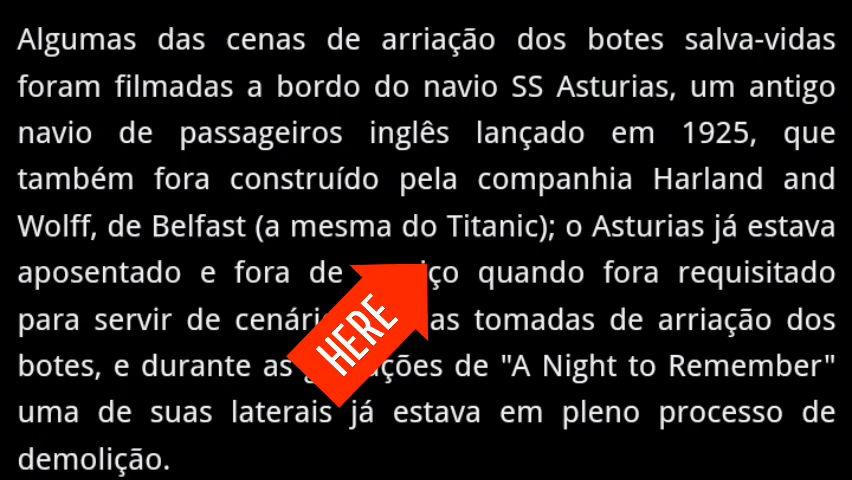 Algumas das cenas de arriação dos botes salva-vidas
foram filmadas a bordo do navio SS Asturias, um antigo
navio de passageiros inglês lançado em 1925, que
também fora construído pela companhia Harland and
Wolff, de Belfast (a mesma do Titanic); o Asturias já estava
aposentado e fora de quando fora requisitado
para servir de tomadas de arriação dos
botes, e durante as de "A Night to Remember"
uma de suas laterais já estava em pleno processo de
demolição.
HERE